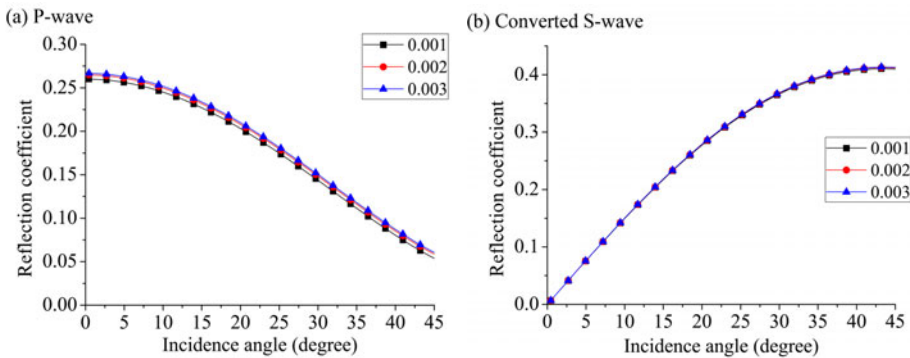 (a) P-wave
0.30
0.25
0.20
0.15
0.10
0.05
0.00
Reflection coefficient
0.001
0.002
0.003
0 5 10 15 20 25 30 35 40 45
Incidence angle (degree)
(b) Converted S-wave
0.4
0.3
0.2
0.1
0.0
Reflection coefficient
0.001
0.002
0.003
0 5 10 15 20 25 30 35 40 45
Incidence angle (degree)